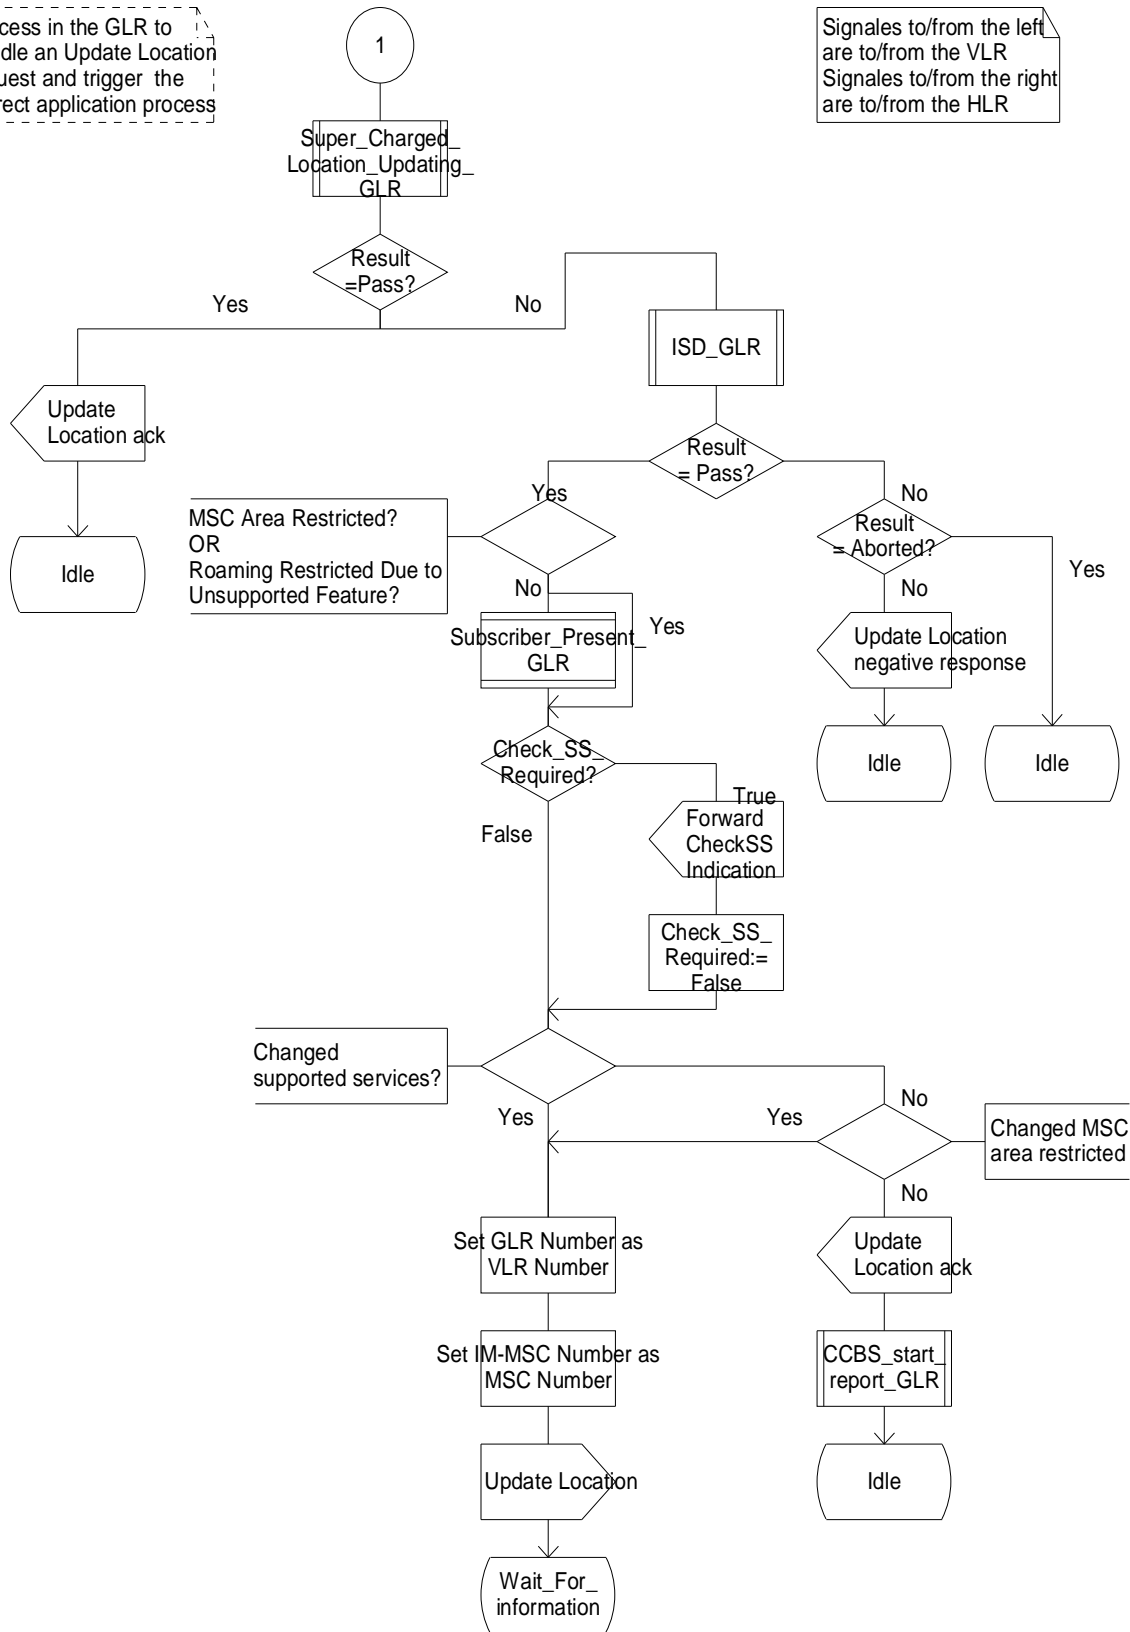 cess in the GLR to
dle an Update Location
uest and trigger the
rect application process
1
Signales to/from the left
are to/from the VLR
Signales to/from the right
are to/from the HLR
Super_Charged_
Location_Updating_
GLR
Result
=Pass?
Yes
No
ISD_GLR
Update
Location ack
Result
= Pass?
Yes
No
MSC Area Restricted?
OR
Roaming Restricted Due to
Unsupported Feature?
Result
= Aborted?
Idle
Yes
No
No
Subscriber_Present_
GLR
Yes
Update Location
negative response
Check_SS_
Required?
Idle
Idle
True
False
Forward
CheckSS
Indication
Check_SS_
Required:=
False
Changed
supported services?
No
Yes
Yes
Changed MSC
area restricted
No
Set GLR Number as
VLR Number
Update
Location ack
Set IM-MSC Number as
MSC Number
CCBS_start_
report_GLR
Update Location
Idle
Wait_For_
information